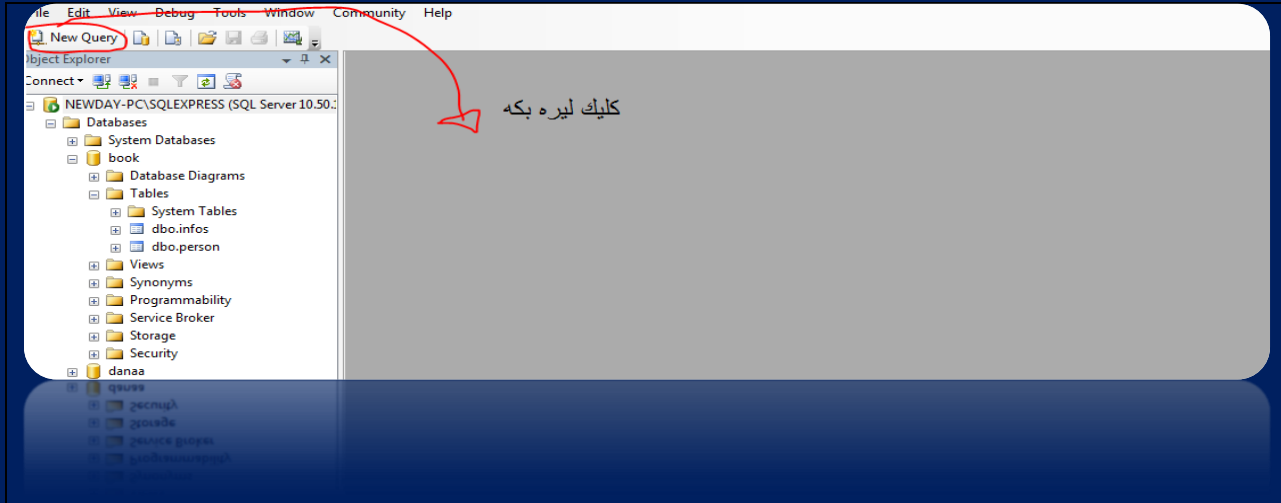 ile Edit View Debug Tools Window Community Help
New Query
Object Explorer
Connect
NEWDAY-PC\SQLEXPRESS (SQL Server 10.50.
Databases
System Databases
book
Database Diagrams
Tables
System Tables
dbo.infos
dbo.person
Views
Synonyms
Programmability
Service Broker
Storage
Security
danaa
كليك ليره بكه